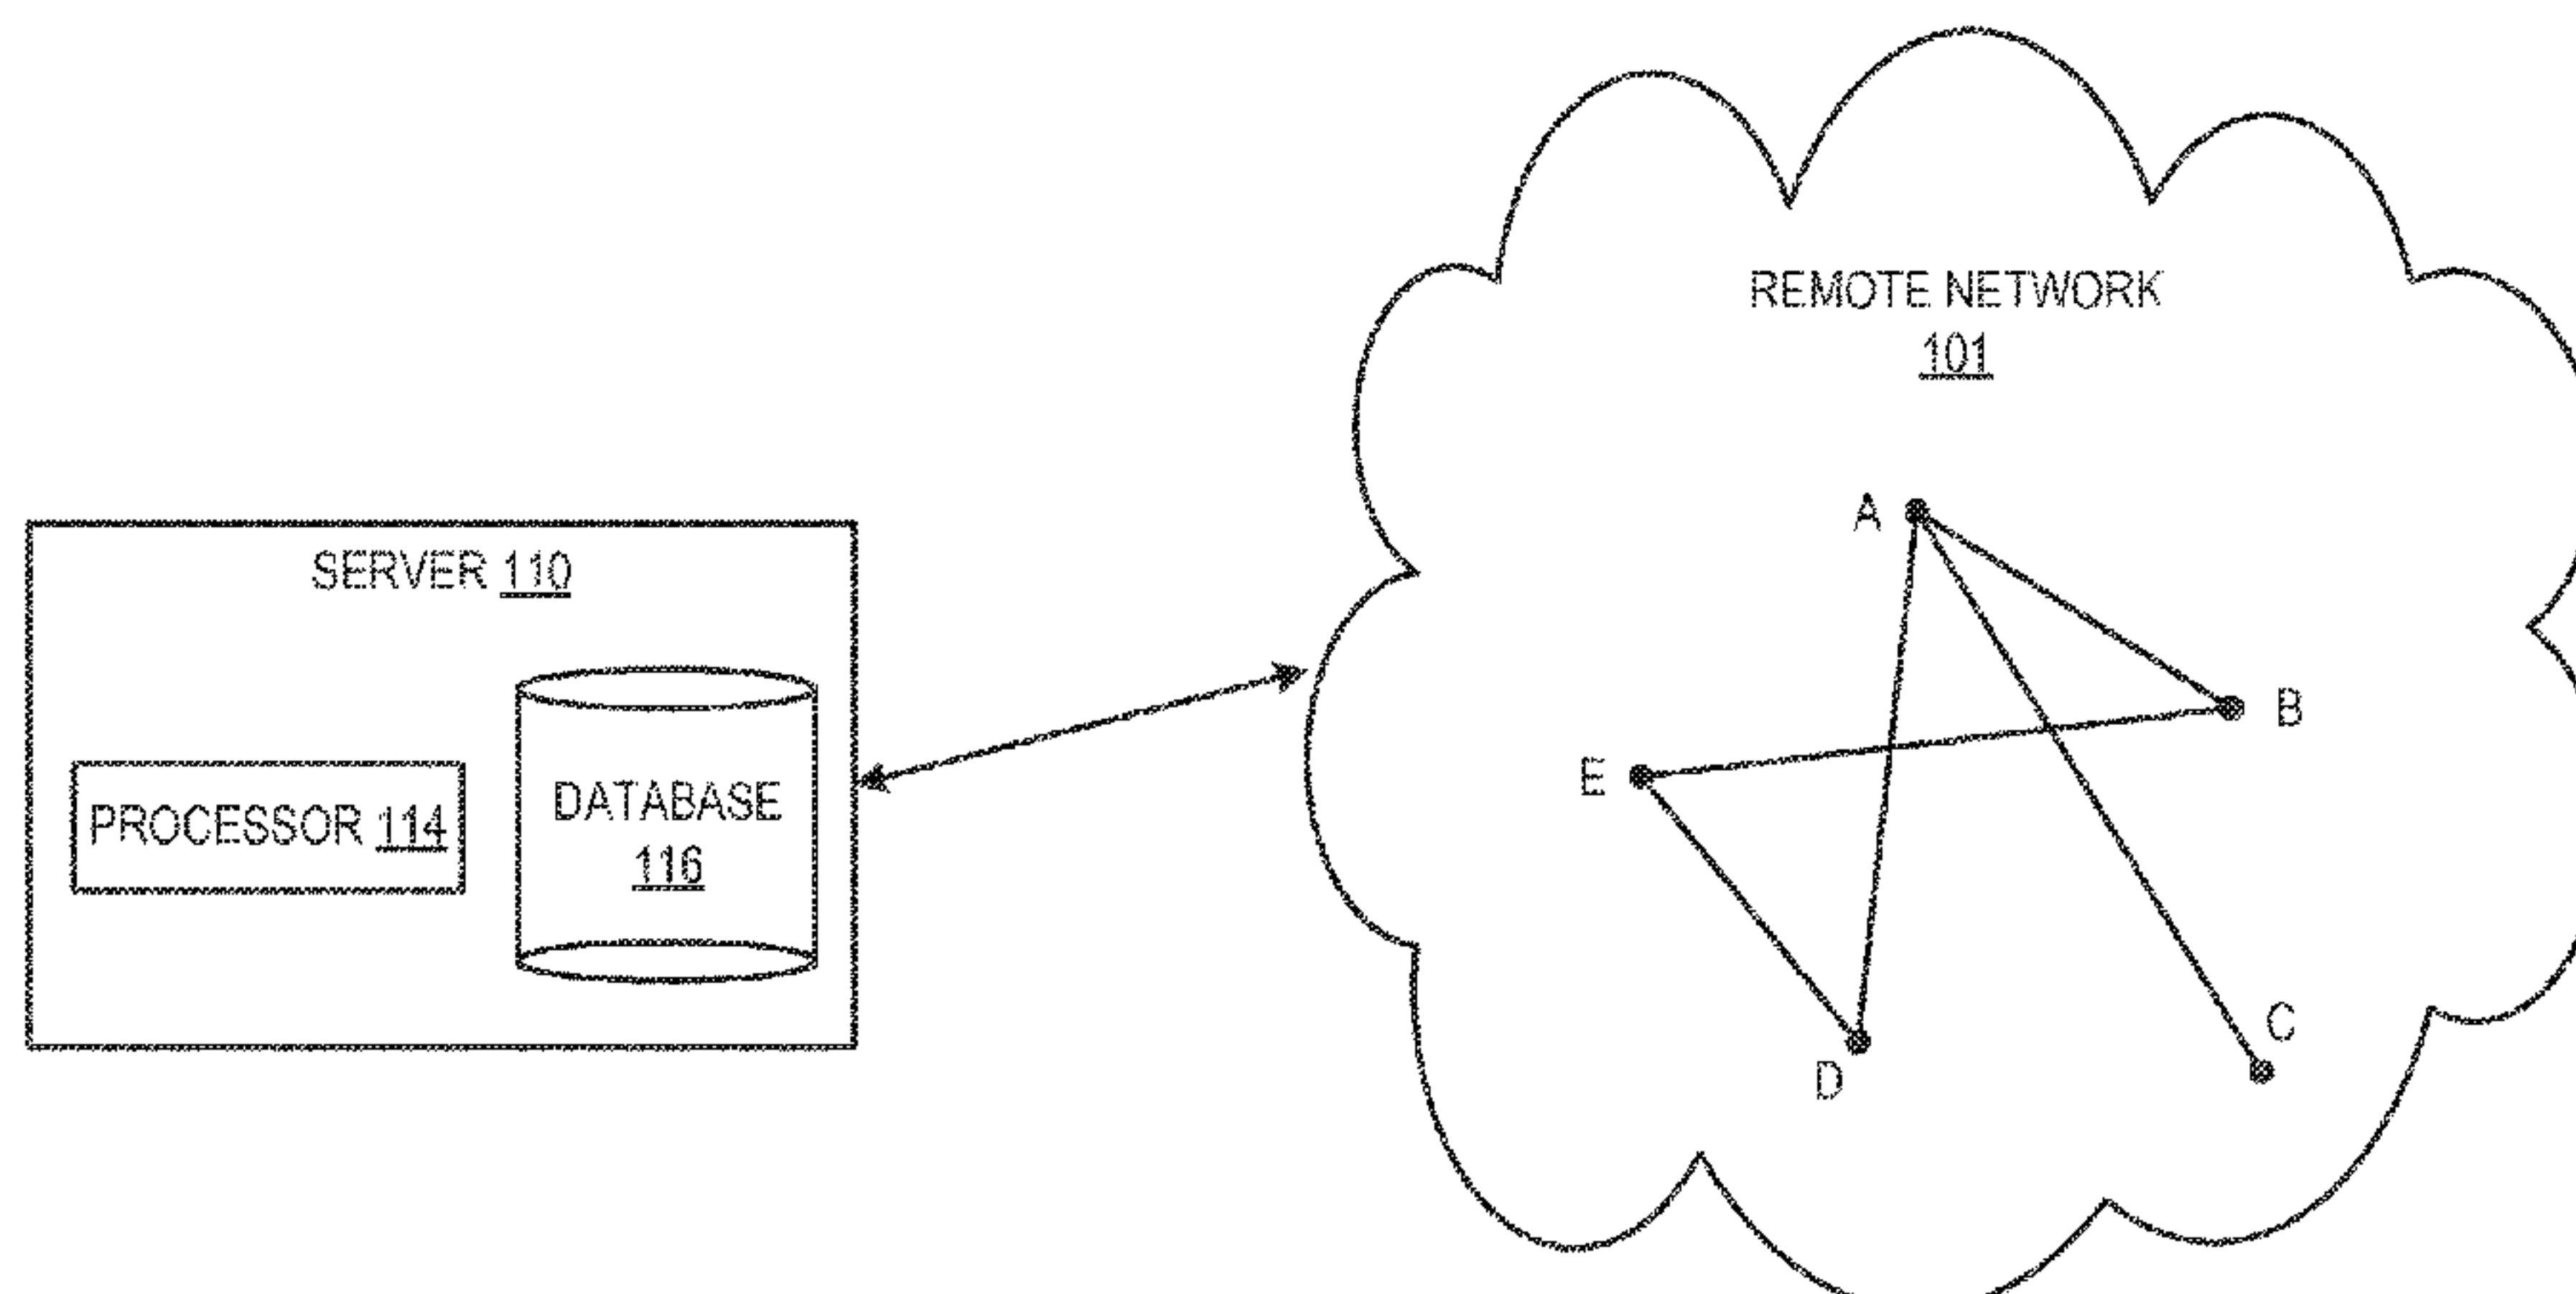 REMOTE NETWORK
101
A
SERVER 110
B
E
DATABASE
PROCESSOR 114
116
C
D